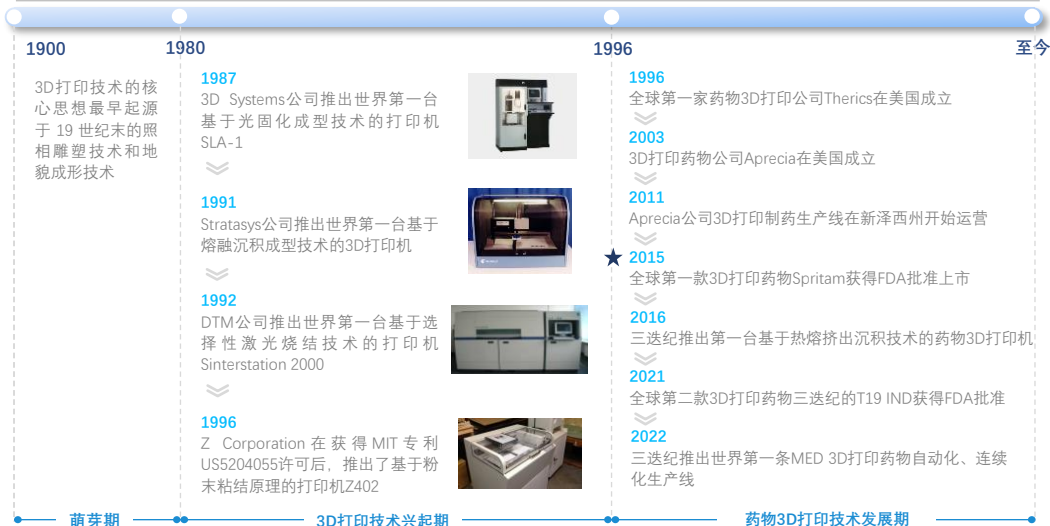 1900
1980
1996
至今
3D打印技术的核
心思想最早起源
于 19 世纪末的照
相雕塑技术和地
貌成形技术
1987
3D Systems公司推出世界第一台
基于光固化成型技术的打印机
SLA-1
1991
Stratasys公司推出世界第一台基于
熔融沉积成型技术的3D打印机
1992
DTM公司推出世界第一台基于选
择性激光烧结技术的打印机
Sinterstation 2000
1996
Z Corporation在获得MIT专利
US5204055许可后，推出了基于粉
末粘结原理的打印机Z402
1996
全球第一家药物3D打印公司Therics在美国成立
2003
3D打印药物公司Aprecia在美国成立
2011
Aprecia公司3D打印制药生产线在新泽西州开始运营
2015
全球第一款3D打印药物Spritam获得FDA批准上市
2016
三迭纪推出第一台基于热熔挤出沉积技术的药物3D打印机
2021
全球第二款3D打印药物三迭纪的T19 IND获得FDA批准
2022
三迭纪推出世界第一条MED 3D打印药物自动化、连续
化生产线
萌芽期
3D打印技术兴起期
药物3D打印技术发展期